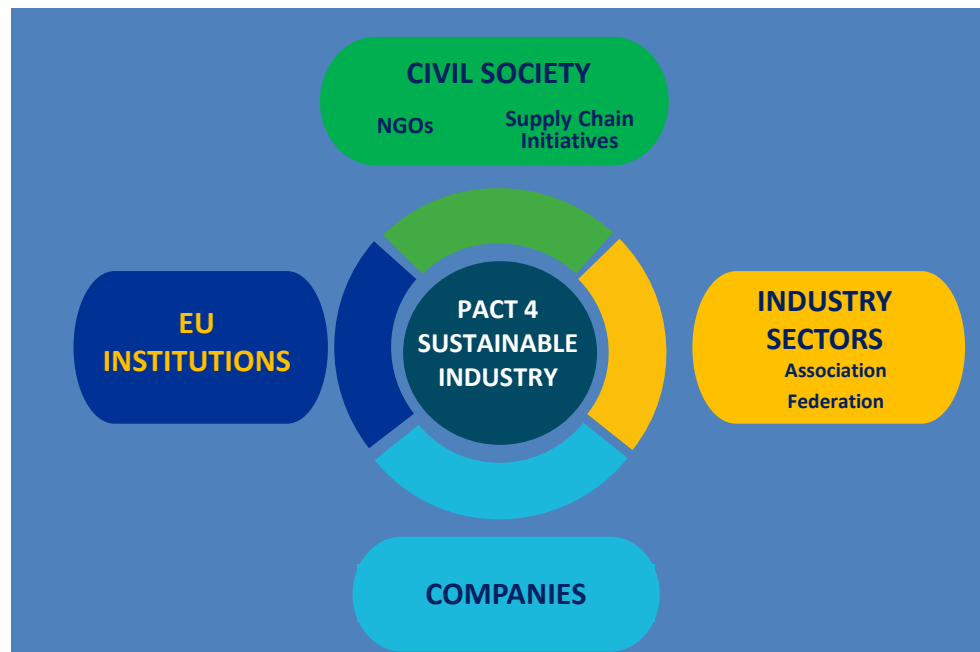 CIVIL SOCIETY
NGOs
Supply Chain
Initiatives
EU
INSTITUTIONS
PACT 4
SUSTAINABLE
INDUSTRY
INDUSTRY
SECTORS
Association
Federation
COMPANIES